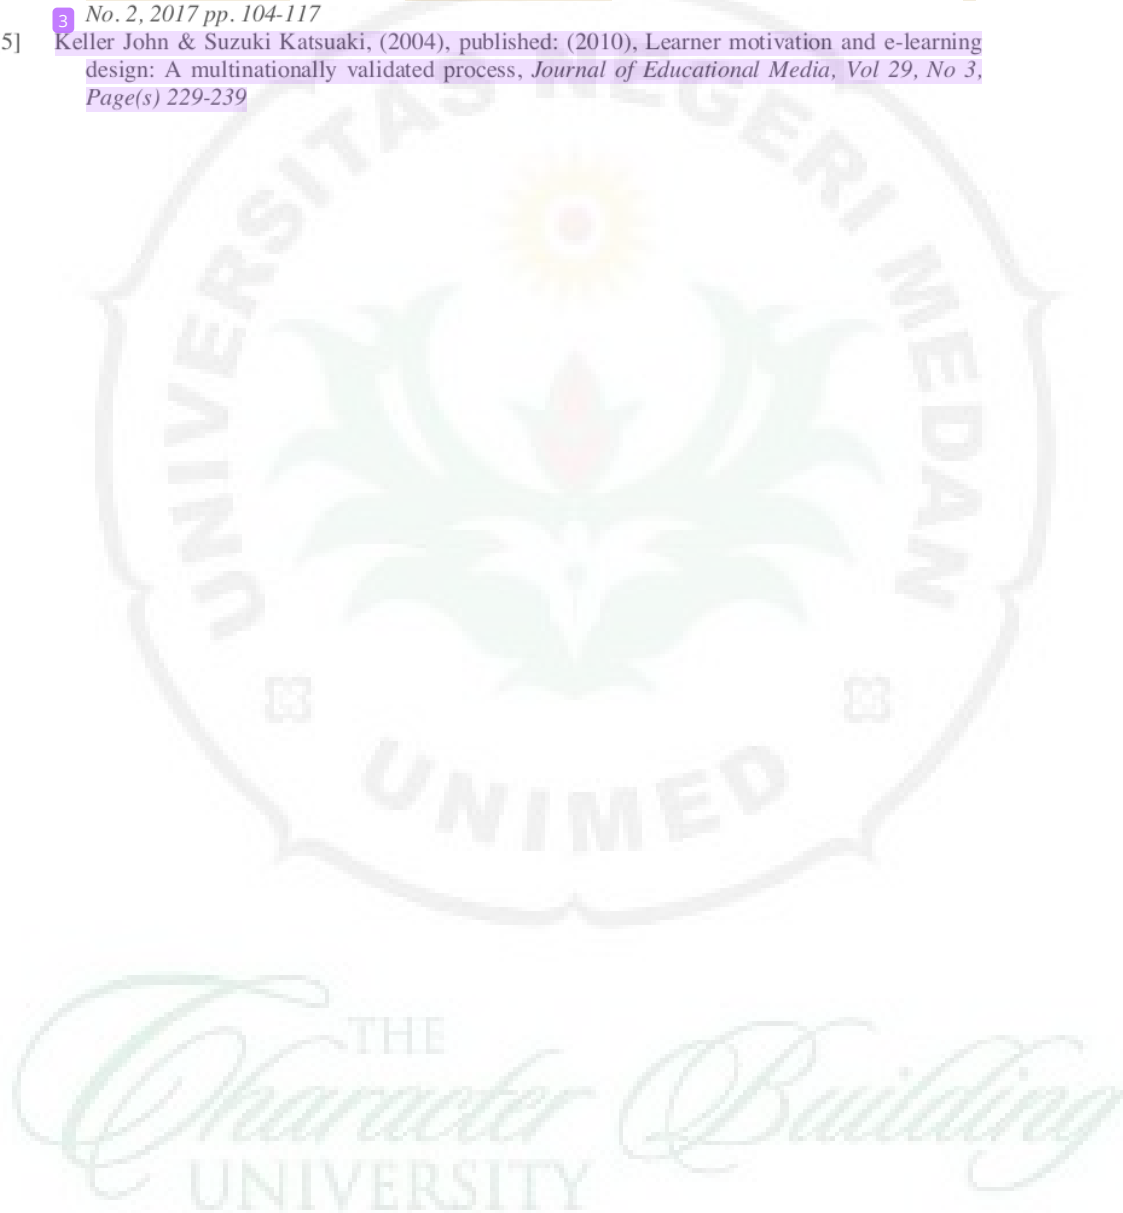 No. 2, 2017 pp. 104-117
3
5] Keller John & Suzuki Katsuaki, (2004), published: (2010), Learner motivation and e-learning
design: A multinationally validated process, Journal of Educational Media, Vol 29, No 3,
Page(s) 229-239
UNIVERSITAS NEGERI MEDAN
UNIMED
THE
Character Building
UNIVERSITY